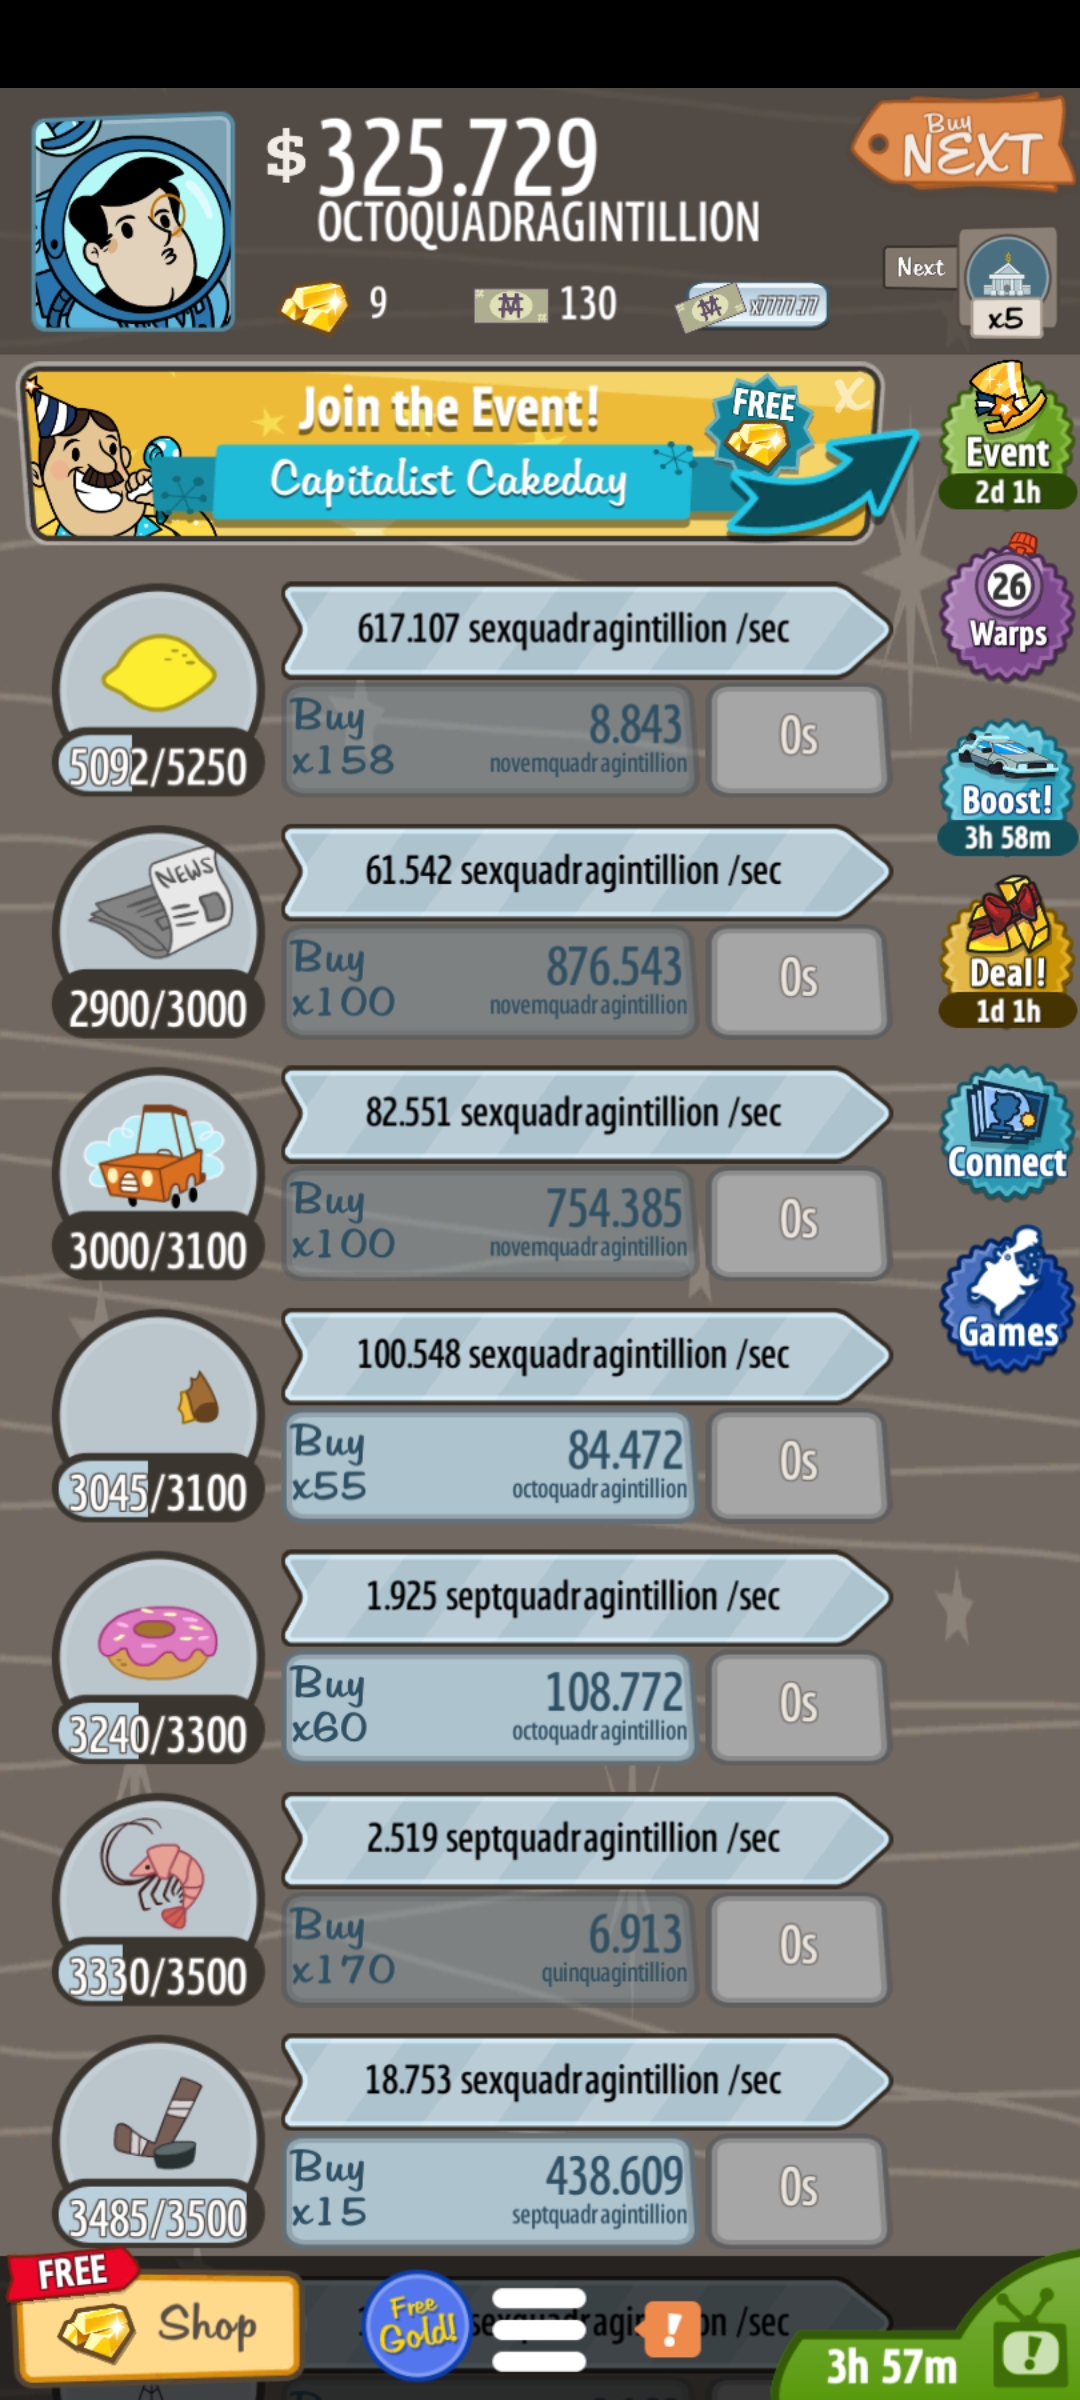 $ 325.729
OCTOQUADRAGINTILLION
Buy
NEXT
9
130
x7777.77
Next
x5
Join the Event!
Capitalist Cakeday
FREE
X
Event
2d 1h
26
Warps
617.107 sexquadragintillion /sec
5092/5250
Buy
x158
8.843
novemquadragintillion
0s
Boost!
3h 58m
NEWS
61.542 sexquadragintillion /sec
2900/3000
Buy
x100
876.543
novemquadragintillion
0s
Deal!
1d 1h
82.551 sexquadragintillion /sec
3000/3100
Buy
x100
754.385
novemquadragintillion
0s
Connect
Games
100.548 sexquadragintillion /sec
3045/3100
Buy
x55
84.472
octoquadragintillion
0s
1.925 septquadragintillion /sec
3240/3300
Buy
x60
108.772
octoquadragintillion
0s
2.519 septquadragintillion /sec
3330/3500
Buy
x170
6.913
quinquagintillion
0s
18.753 sexquadragintillion /sec
3485/3500
Buy
x15
438.609
septquadragintillion
0s
FREE
Shop
Free
Gold!
!
/sec
3h 57m
!